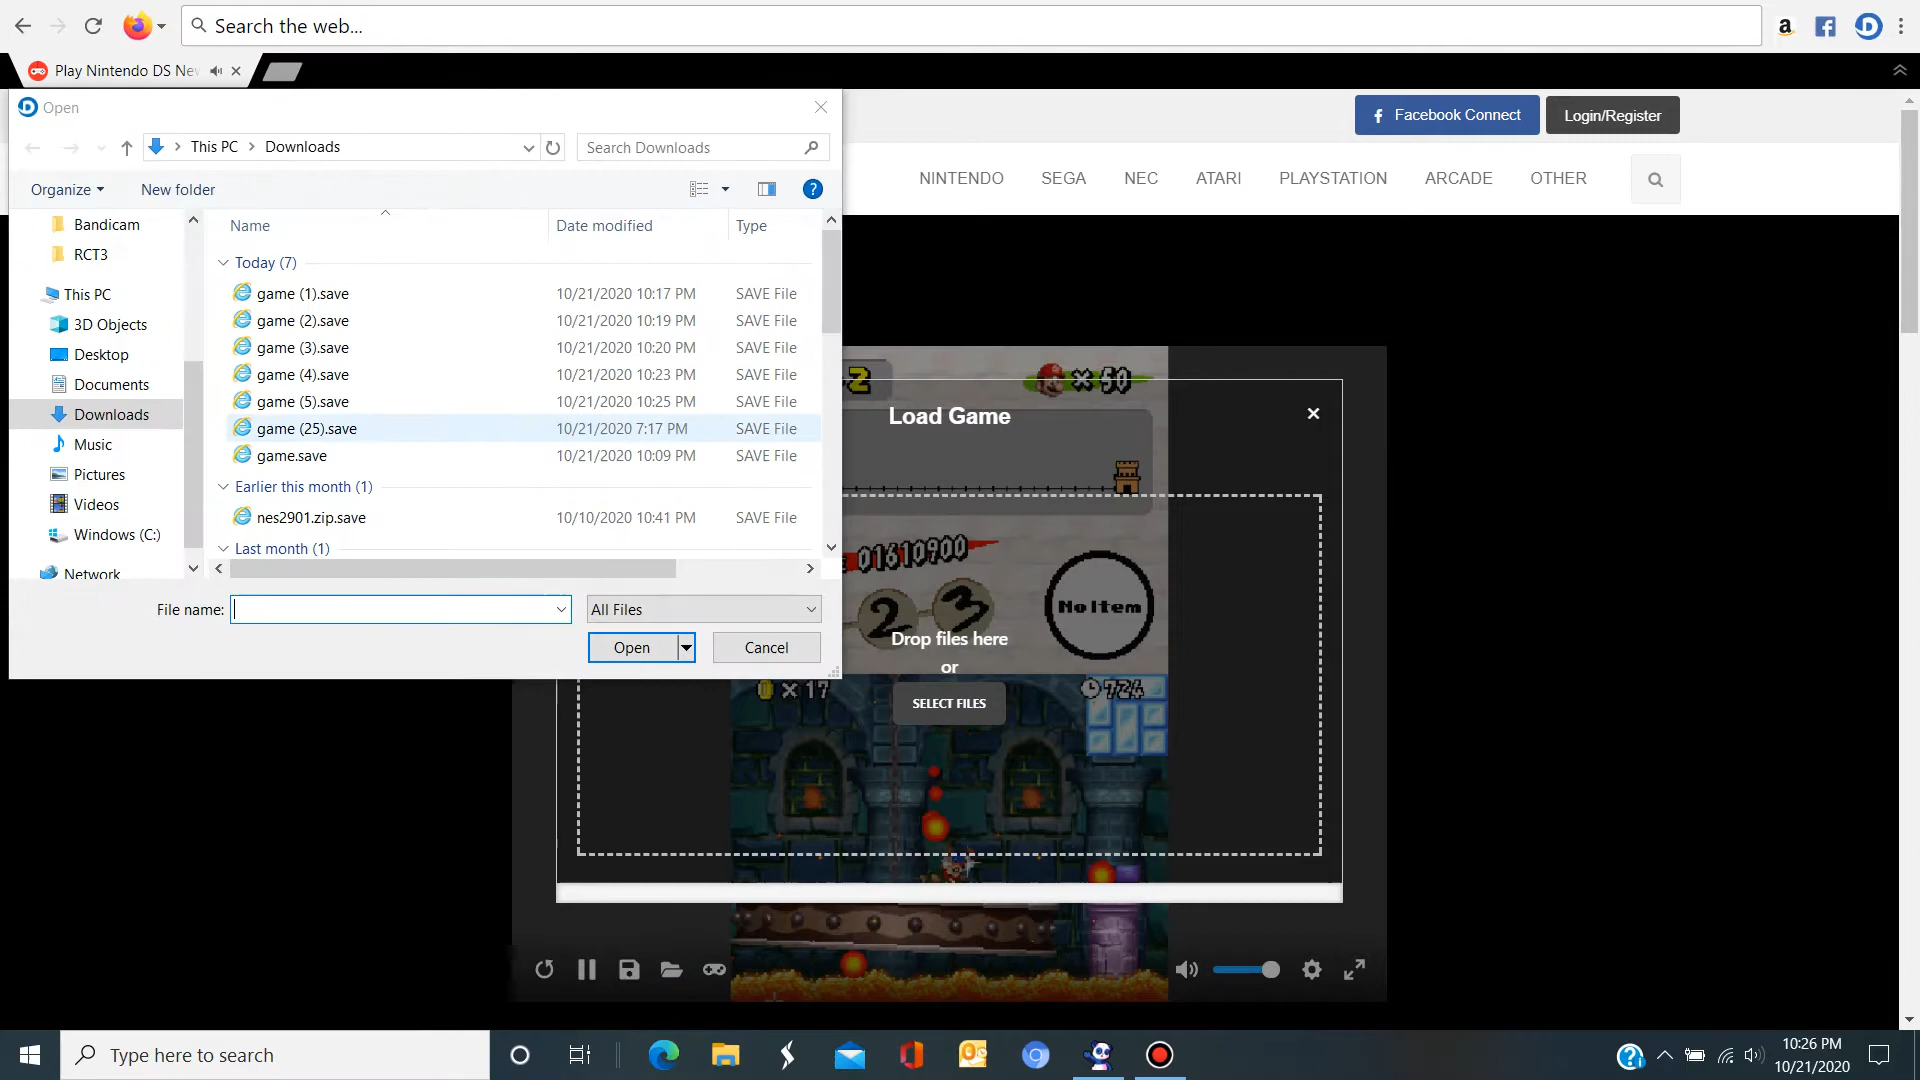 Search the web...
Play Nintendo DS Nev
Open
Facebook Connect
Login/Register
This PC
Downloads
Search Downloads
NINTENDO
SEGA
NEC
ATARI
PLAYSTATION
ARCADE
OTHER
Organize
New folder
Bandicam
RCT3
This PC
3D Objects
Desktop
Documents
Downloads
Music
Pictures
Videos
Windows (C:)
Network
Name
Date modified
Type
Today (7)
game (1).save
10/21/2020 10:17 PM
SAVE File
game (2).save
10/21/2020 10:19 PM
SAVE File
game (3).save
10/21/2020 10:20 PM
SAVE File
game (4).save
10/21/2020 10:23 PM
SAVE File
game (5).save
10/21/2020 10:25 PM
SAVE File
game (25).save
10/21/2020 7:17 PM
SAVE File
game.save
10/21/2020 10:09 PM
SAVE File
Earlier this month (1)
nes2901.zip.save
10/10/2020 10:41 PM
SAVE File
Last month (1)
File name:
All Files
Open
Cancel
-2
× 50
Load Game
01610900
2
3
No Item
Drop files here
or
SELECT FILES
× 17
724
Type here to search
10:26 PM
10/21/2020